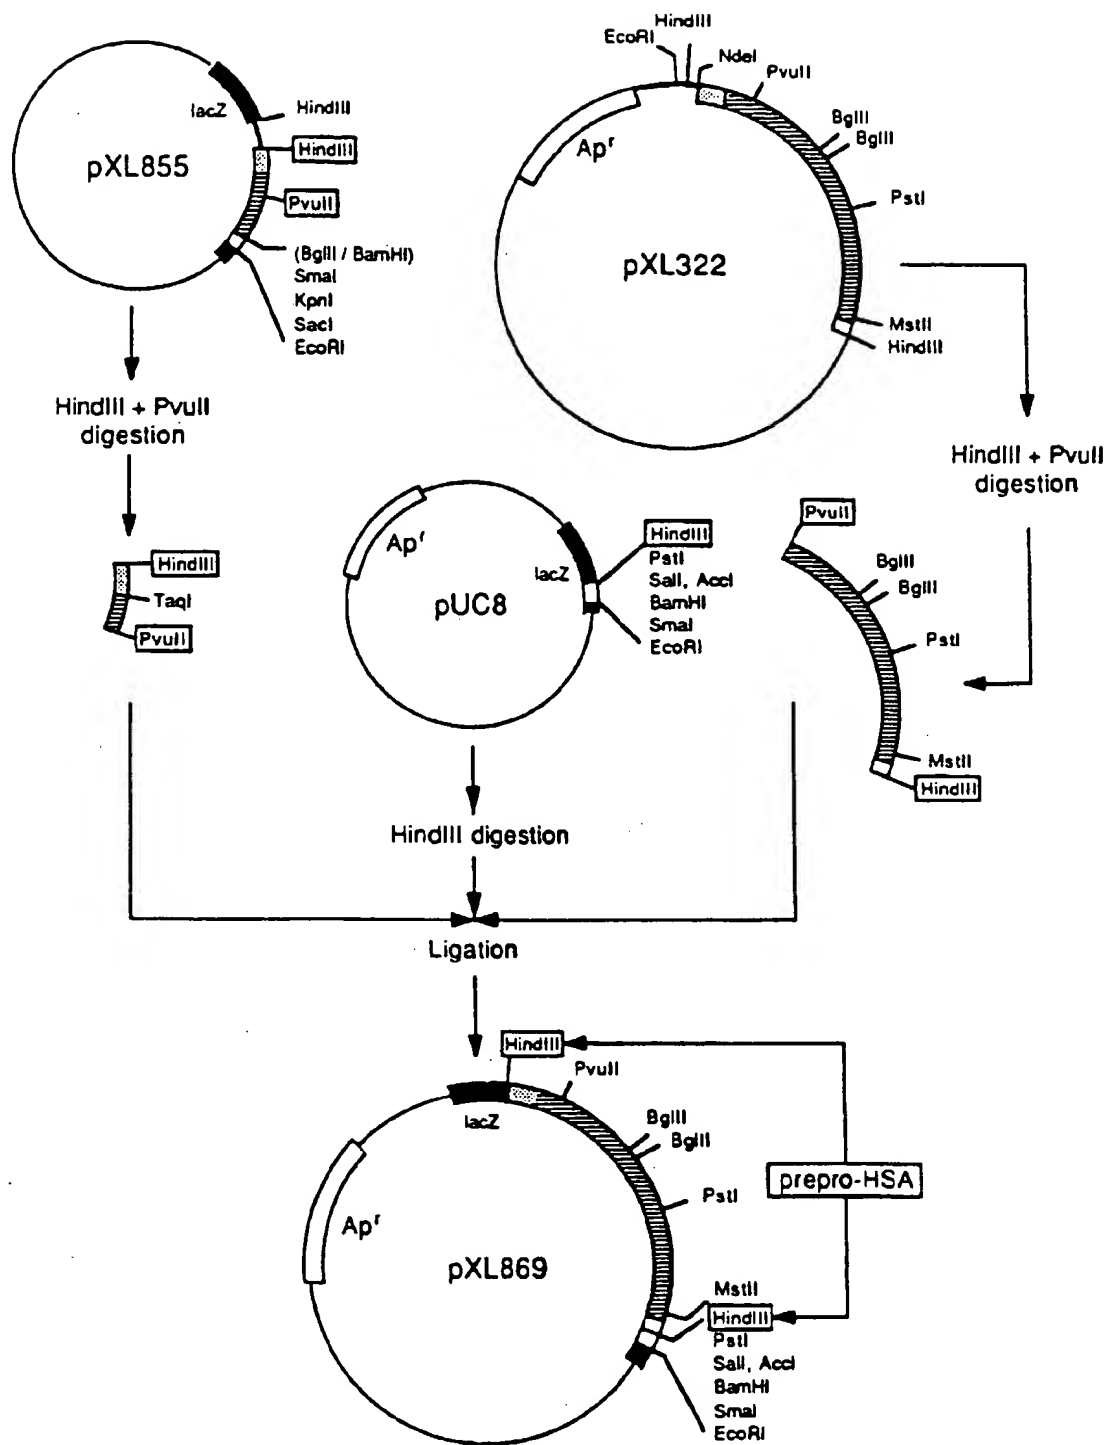 lacZ
HindIII
HindIII
pXL855
PvuII
(BglII / BamHI)
SmaI
KpnI
SacI
EcoRI
HindIII
EcoRI
NdeI
PvuII
BglII
BglII
Apʳ
PstI
pXL322
MstII
HindIII
HindIII + PvuII
digestion
HindIII + PvuII
digestion
HindIII
TaqI
PvuII
Apʳ
lacZ
HindIII
PstI
SalI, AccI
BamHI
SmaI
EcoRI
pUC8
PvuII
BglII
BglII
PstI
MstII
HindIII
HindIII digestion
Ligation
HindIII
PvuII
lacZ
BglII
BglII
PstI
prepro-HSA
Apʳ
pXL869
MstII
HindIII
PstI
SalI, AccI
BamHI
SmaI
EcoRI